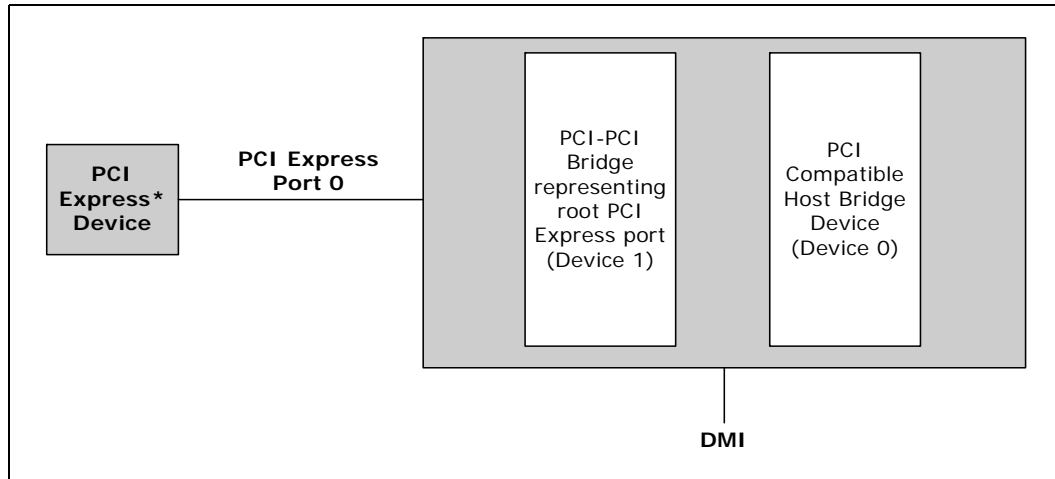 PCI
Express*
Device
PCI Express
Port 0
PCI-PCI
Bridge
representing
root PCI
Express port
(Device 1)
PCI
Compatible
Host Bridge
Device
(Device 0)
DMI